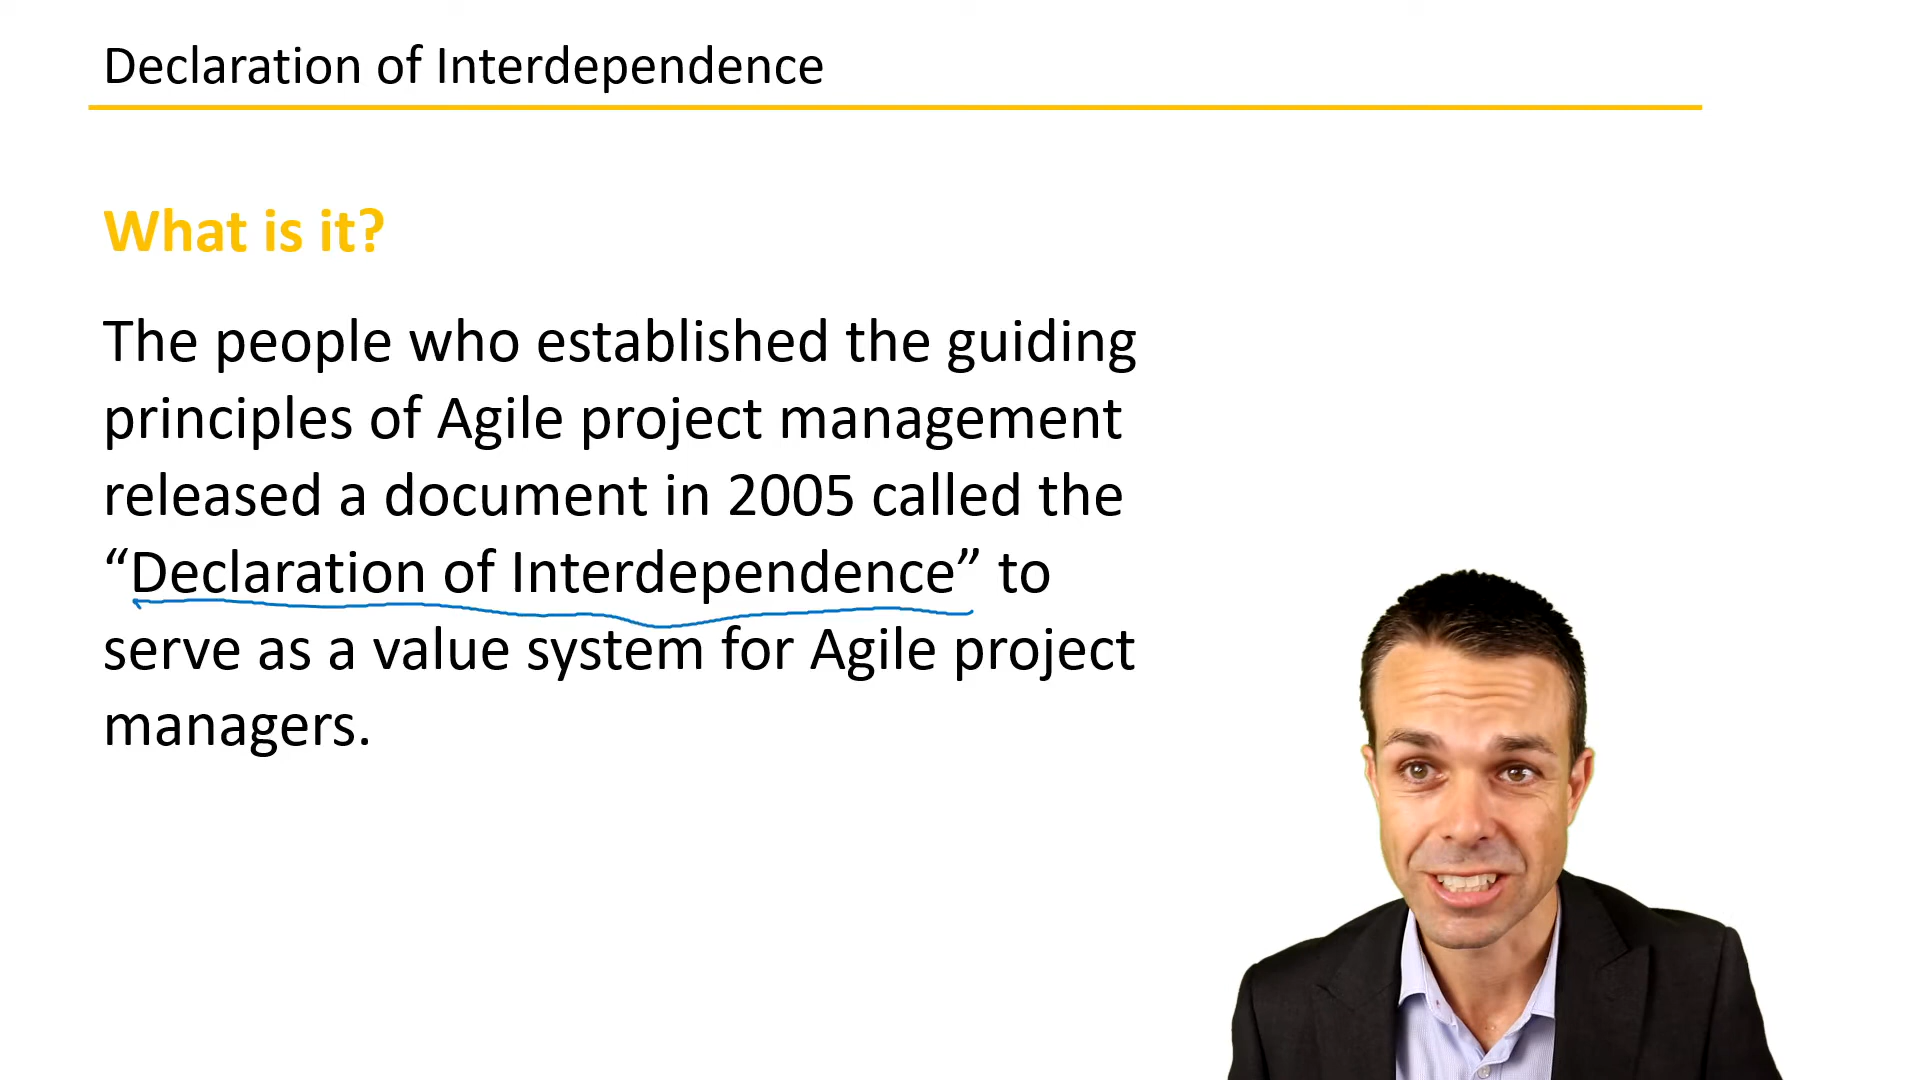 Declaration of Interdependence
What is it?
The people who established the guiding
principles of Agile project management
released a document in 2005 called the
“Declaration of Interdependence” to
serve as a value system for Agile project
managers.